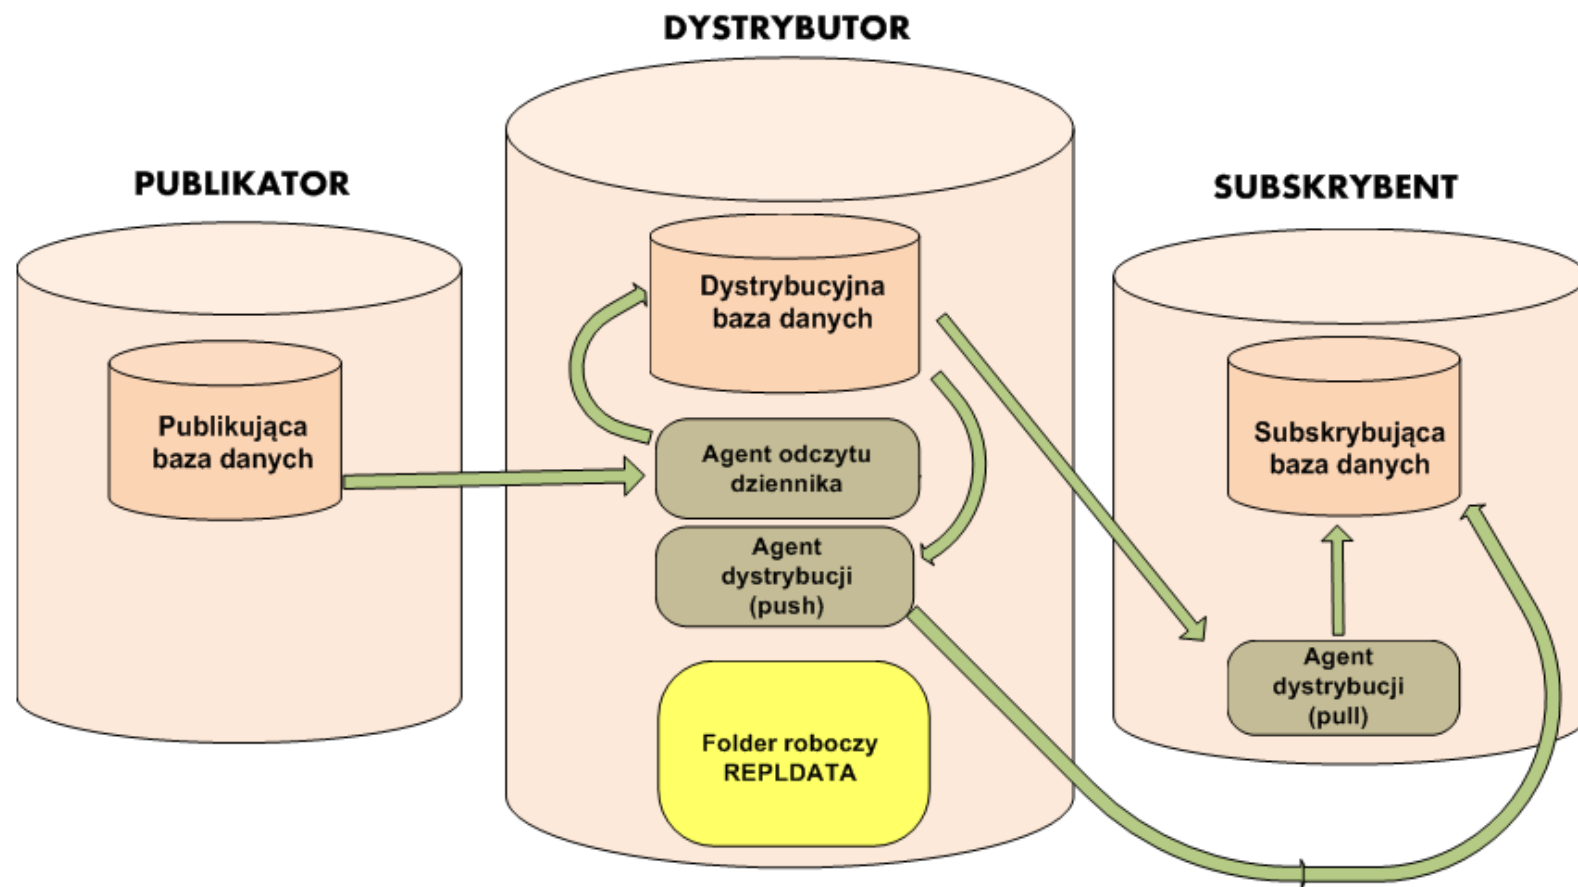 DYSTRYBUTOR
PUBLIKATOR
SUBSKRYBENT
Dystrybucyjna
baza danych
Publikująca
baza danych
Subskrybująca
baza danych
Agent odczytu
dziennika
Agent
dystrybucji
(push)
Agent
dystrybucji
(pull)
Folder roboczy
REPLDATA